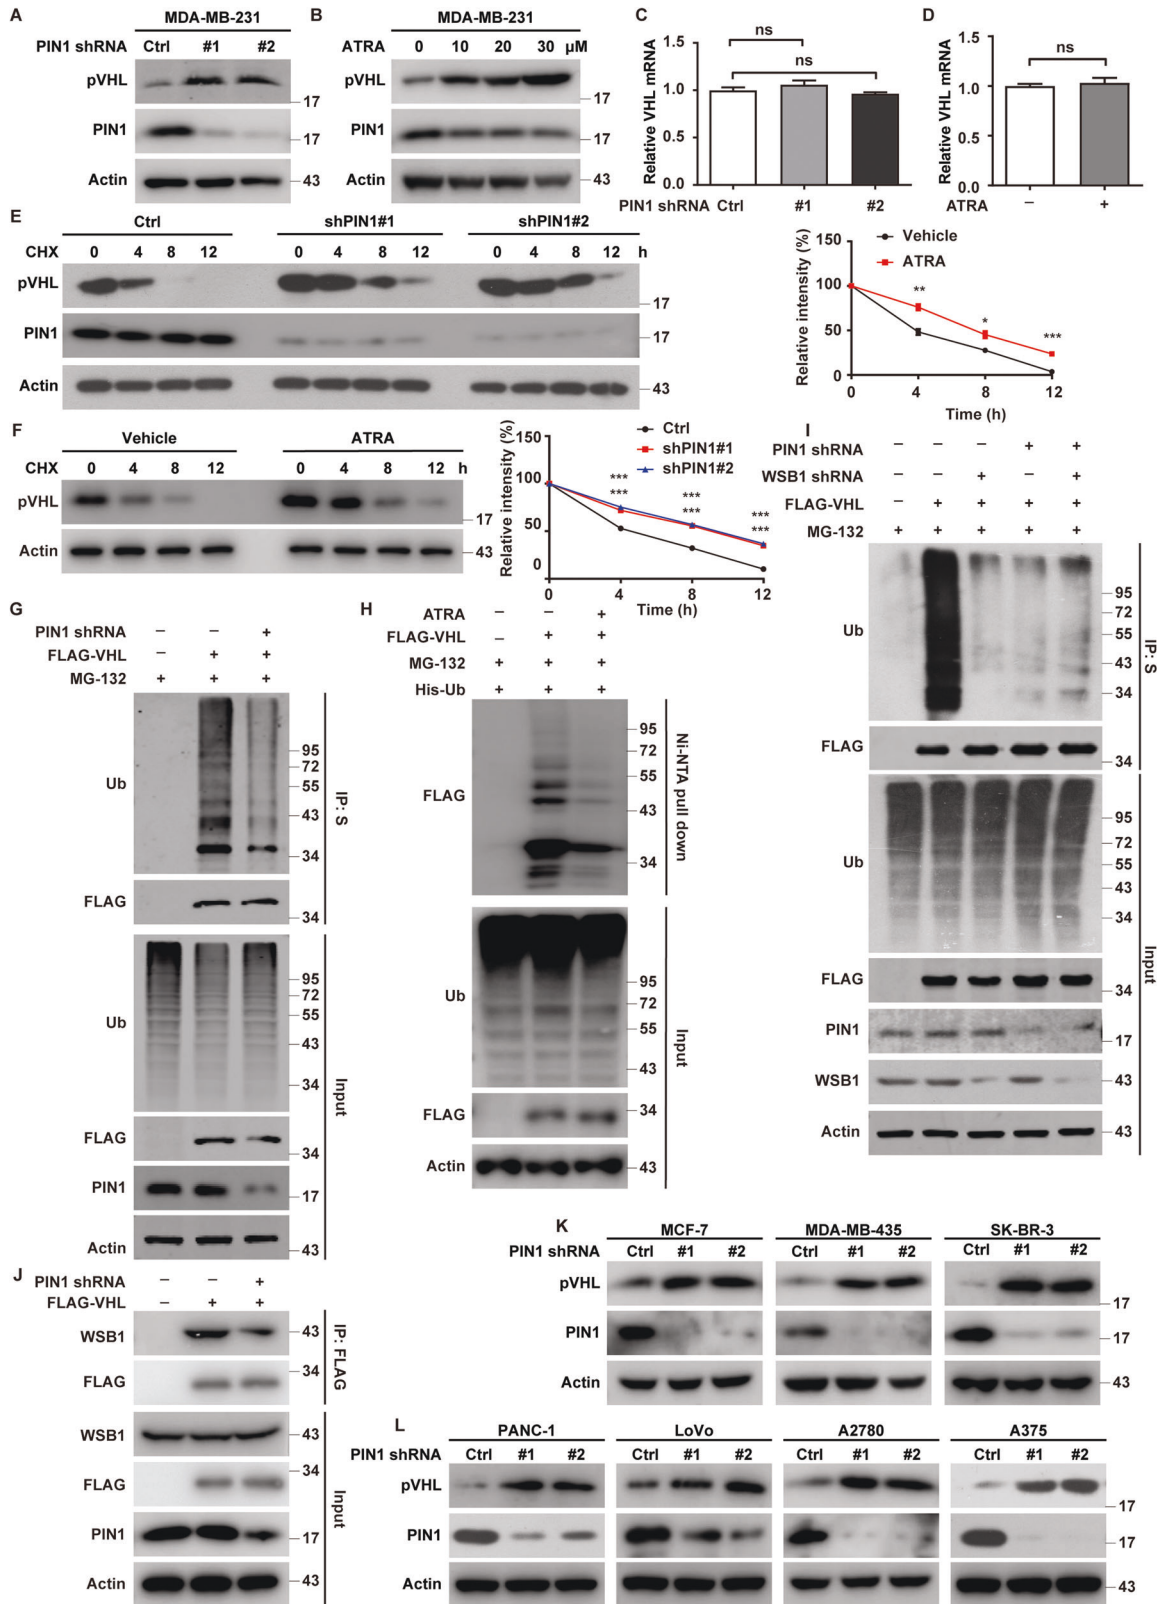 A
MDA-MB-231
PIN1 shRNA Ctrl #1 #2
pVHL
17
PIN1
17
Actin
43
B
MDA-MB-231
ATRA 0 10 20 30 μM
pVHL
17
PIN1
17
Actin
43
C
Relative VHL mRNA
1.5
1.0
0.5
0.0
ns
ns
PIN1 shRNA Ctrl #1 #2
D
Relative VHL mRNA
1.5
1.0
0.5
0.0
ns
ATRA − +
E
Ctrl shPIN1#1 shPIN1#2
CHX 0 4 8 12 0 4 8 12 0 4 8 12 h
pVHL
17
PIN1
17
Actin
43
Relative intensity (%)
150
100
50
0
Vehicle
ATRA
** * ***
0 4 8 12
Time (h)
F
Vehicle ATRA
CHX 0 4 8 12 0 4 8 12 h
pVHL
17
Actin
43
Relative intensity (%)
150
100
50
0
Ctrl
shPIN1#1
shPIN1#2
*** *** ***
*** *** ***
0 4 8 12
Time (h)
G
PIN1 shRNA − − +
FLAG-VHL − + +
MG-132 + + +
Ub
95
72
55
43
34
FLAG
34
IP: S
Ub
95
72
55
43
34
FLAG
34
PIN1
17
Actin
43
Input
H
ATRA − − +
FLAG-VHL − + +
MG-132 + + +
His-Ub + + +
FLAG
95
72
55
43
34
Ni-NTA pull down
Ub
95
72
55
43
FLAG
34
Actin
43
Input
I
PIN1 shRNA − − − + +
WSB1 shRNA − − + − +
FLAG-VHL − + + + +
MG-132 + + + + +
Ub
95
72
55
43
34
FLAG
34
IP: S
Ub
95
72
55
43
34
FLAG
34
PIN1
17
WSB1
43
Actin
43
Input
J
PIN1 shRNA − − +
FLAG-VHL − + +
WSB1
43
FLAG
34
IP: FLAG
WSB1
43
FLAG
34
PIN1
17
Actin
43
Input
K
MCF-7 MDA-MB-435 SK-BR-3
PIN1 shRNA Ctrl #1 #2 Ctrl #1 #2 Ctrl #1 #2
pVHL
17
PIN1
17
Actin
43
L
PANC-1 LoVo A2780 A375
PIN1 shRNA Ctrl #1 #2 Ctrl #1 #2 Ctrl #1 #2 Ctrl #1 #2
pVHL
17
PIN1
17
Actin
43